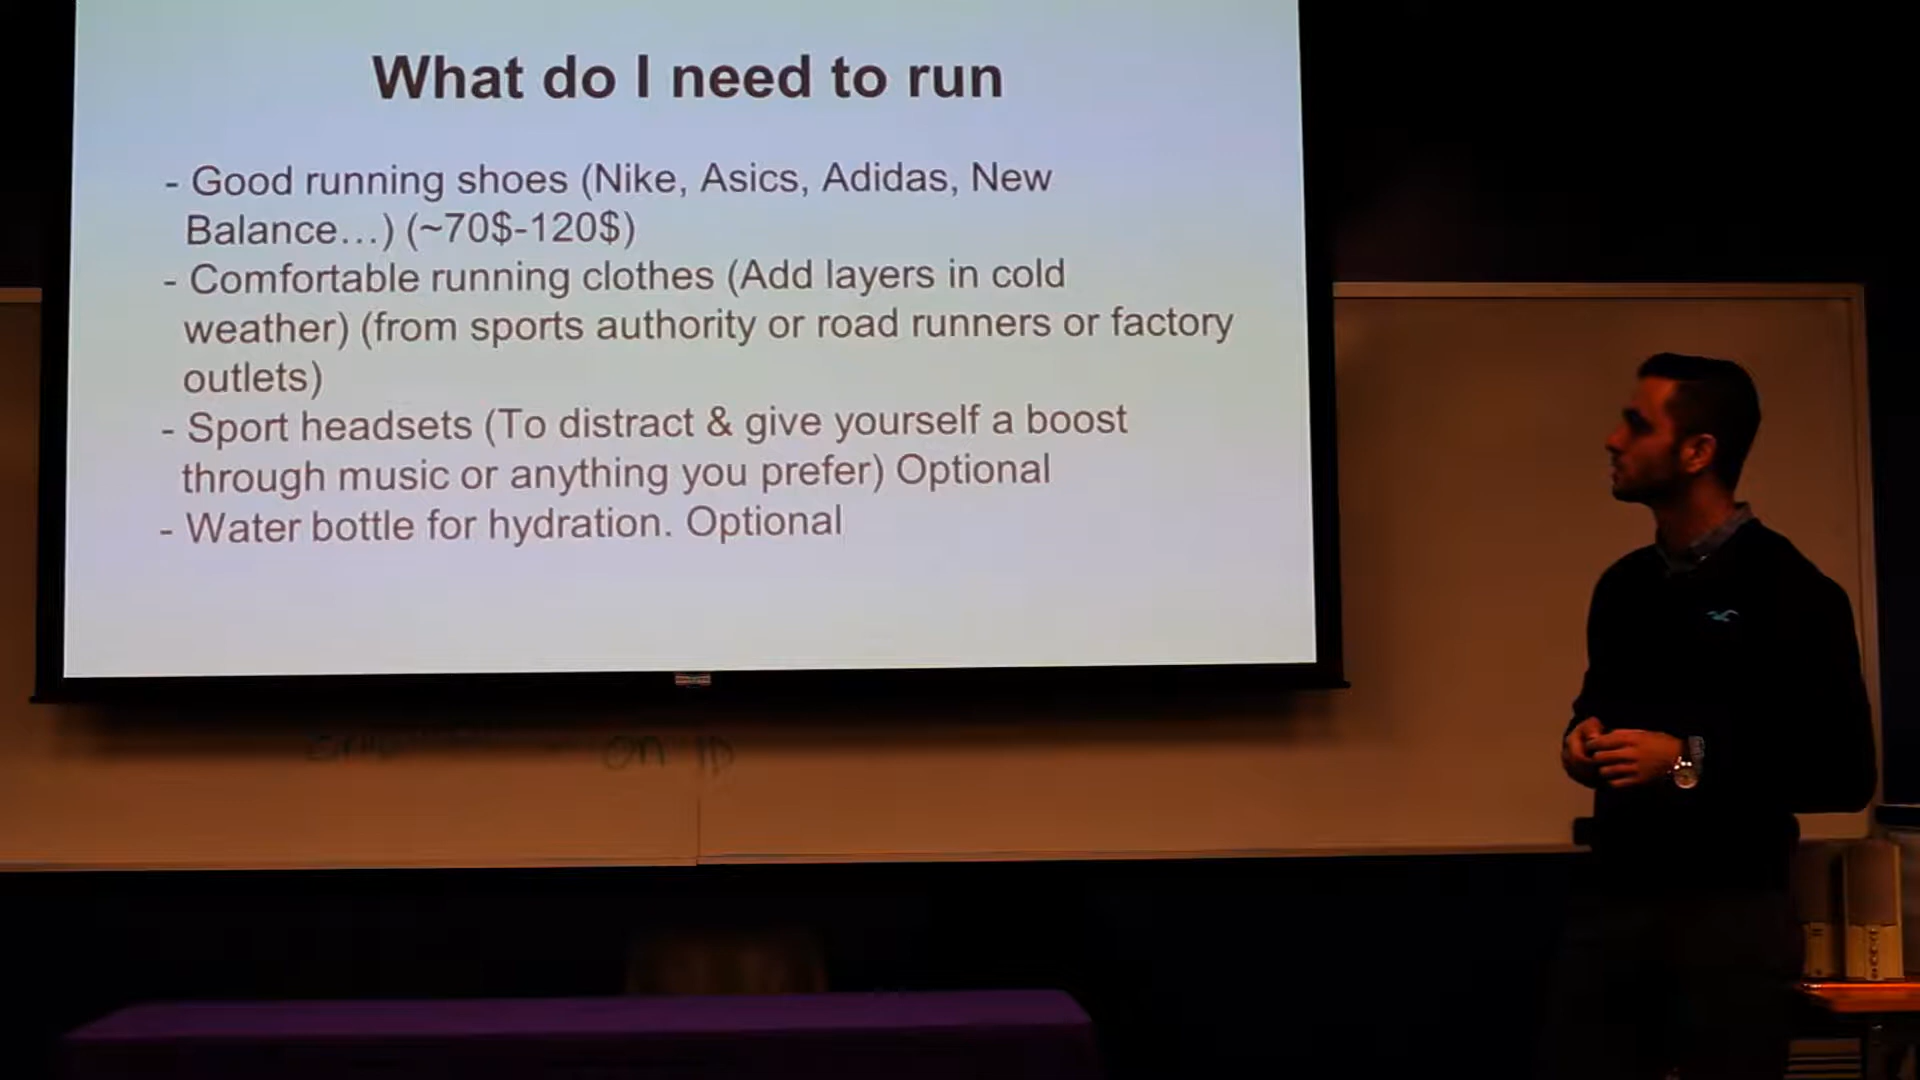 What do I need to run
- Good running shoes (Nike, Asics, Adidas, New
Balance...) (~70$-120$)
- Comfortable running clothes (Add layers in cold
weather) (from sports authority or road runners or factory
outlets)
- Sport headsets (To distract & give yourself a boost
through music or anything you prefer) Optional
- Water bottle for hydration. Optional
on